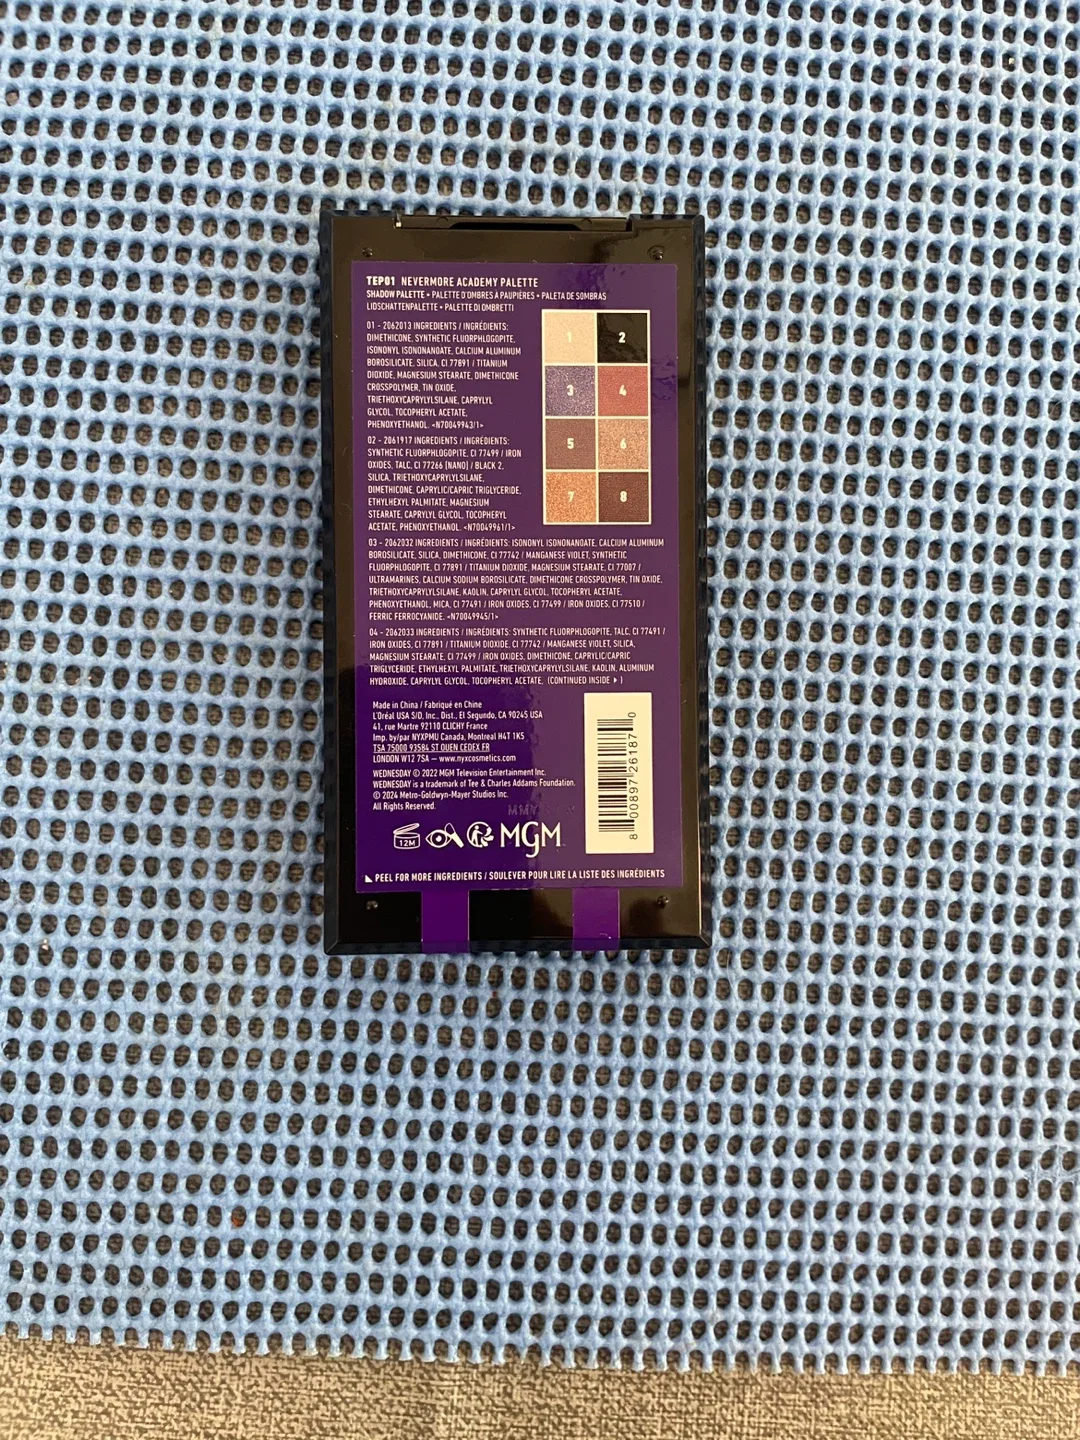 TEP01 NEVERMORE ACADEMY PALETTE
SHADOW PALETTE • PALETTE D'OMBRES À PAUPIÈRES • PALETA DE SOMBRAS
LIDSCHATTENPALETTE • PALETTE DI OMBRETTI
01 - 2062013 INGREDIENTS / INGRÉDIENTS:
DIMETHICONE, SYNTHETIC FLUORPHLOGOPITE,
ISONONYL ISONONANOATE, CALCIUM ALUMINUM
BOROSILICATE, SILICA, CI 77891 / TITANIUM
DIOXIDE, MAGNESIUM STEARATE, DIMETHICONE
CROSSPOLYMER, TIN OXIDE,
TRIETHOXYCAPRYLYLSILANE, CAPRYLYL
GLYCOL, TOCOPHERYL ACETATE,
PHENOXYETHANOL. <N70049943/1>
02 - 2061917 INGREDIENTS / INGRÉDIENTS:
SYNTHETIC FLUORPHLOGOPITE, CI 77499 / IRON
OXIDES, TALC, CI 77266 [NANO] / BLACK 2,
SILICA, TRIETHOXYCAPRYLYLSILANE,
DIMETHICONE, CAPRYLIC/CAPRIC TRIGLYCERIDE,
ETHYLHEXYL PALMITATE, MAGNESIUM
STEARATE, CAPRYLYL GLYCOL, TOCOPHERYL
ACETATE, PHENOXYETHANOL. <N70049961/1>
1 2
3 4
5 6
7 8
03 - 2062032 INGREDIENTS / INGRÉDIENTS: ISONONYL ISONONANOATE, CALCIUM ALUMINUM
BOROSILICATE, SILICA, DIMETHICONE, CI 77742 / MANGANESE VIOLET, SYNTHETIC
FLUORPHLOGOPITE, CI 77891 / TITANIUM DIOXIDE, MAGNESIUM STEARATE, CI 77007 /
ULTRAMARINES, CALCIUM SODIUM BOROSILICATE, DIMETHICONE CROSSPOLYMER, TIN OXIDE,
TRIETHOXYCAPRYLYLSILANE, KAOLIN, CAPRYLYL GLYCOL, TOCOPHERYL ACETATE,
PHENOXYETHANOL, MICA, CI 77491 / IRON OXIDES, CI 77499 / IRON OXIDES, CI 77510 /
FERRIC FERROCYANIDE. <N70049945/1>
04 - 2062033 INGREDIENTS / INGRÉDIENTS: SYNTHETIC FLUORPHLOGOPITE, TALC, CI 77491 /
IRON OXIDES, CI 77891 / TITANIUM DIOXIDE, CI 77742 / MANGANESE VIOLET, SILICA,
MAGNESIUM STEARATE, CI 77499 / IRON OXIDES, DIMETHICONE, CAPRYLIC/CAPRIC
TRIGLYCERIDE, ETHYLHEXYL PALMITATE, TRIETHOXYCAPRYLYLSILANE, KAOLIN, ALUMINUM
HYDROXIDE, CAPRYLYL GLYCOL, TOCOPHERYL ACETATE, (CONTINUED INSIDE ▸ )
Made in China / Fabriqué en Chine
L'Oréal USA S/D, Inc., Dist., El Segundo, CA 90245 USA
41, rue Martre 92110 CLICHY France
Imp. by/par NYXPMU Canada, Montreal H4T 1K5
TSA 75000 93584 ST OUEN CEDEX FR
LONDON W12 7SA — www.nyxcosmetics.com
WEDNESDAY © 2022 MGM Television Entertainment Inc.
WEDNESDAY is a trademark of Tee & Charles Addams Foundation.
© 2024 Metro-Goldwyn-Mayer Studios Inc.
All Rights Reserved.
12M
MGM
8 00897 26187 0
PEEL FOR MORE INGREDIENTS / SOULEVER POUR LIRE LA LISTE DES INGRÉDIENTS